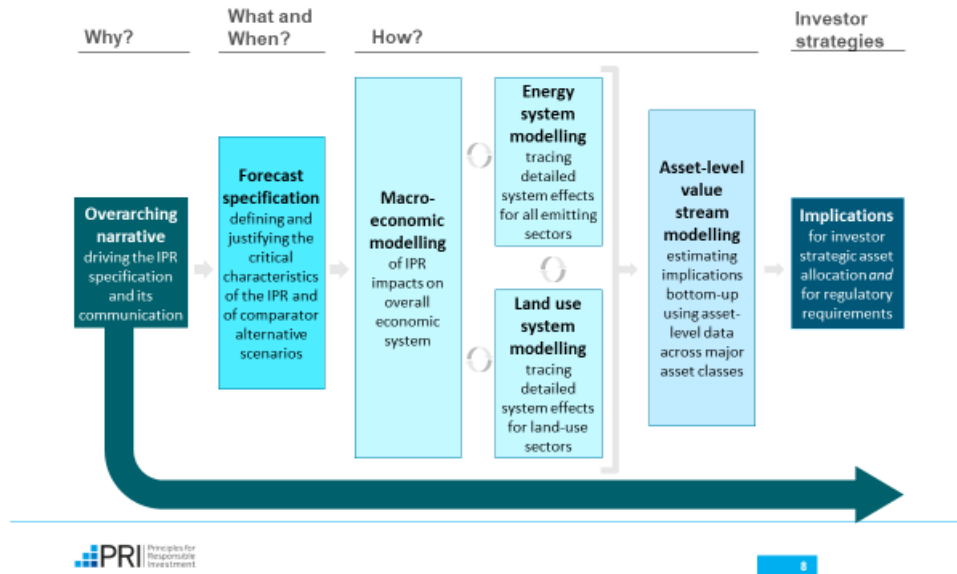 Why?
What and
When?
How?
Investor
strategies
Overarching
narrative
driving the IPR
specification
and its
communication
Forecast
specification
defining and
justifying the
critical
characteristics
of the IPR and
of comparator
alternative
scenarios
Macro-
economic
modelling
of IPR
impacts on
overall
economic
system
Energy
system
modelling
tracing
detailed
system effects
for all emitting
sectors
Land use
system
modelling
tracing
detailed
system effects
for land-use
sectors
Asset-level
value
stream
modelling
estimating
implications
bottom-up
using asset-
level data
across major
asset classes
Implications
for investor
strategic asset
allocation and
for regulatory
requirements
PRI
Principles for
Responsible
Investment
8